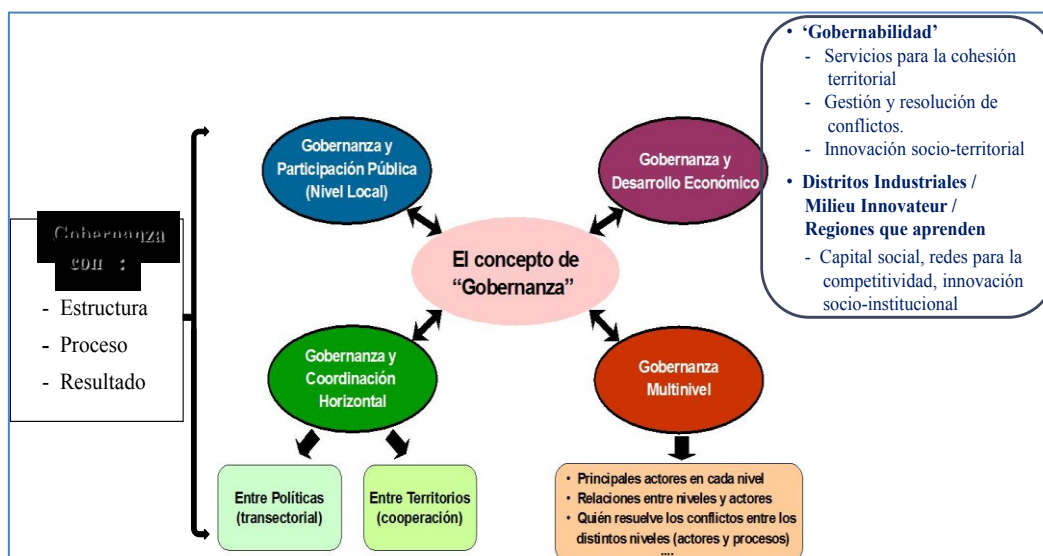 Gobernanza
con :
- Estructura
- Proceso
- Resultado
Gobernanza y
Participación Pública
(Nivel Local)
Gobernanza y
Desarrollo Económico
El concepto de
“Gobernanza”
Gobernanza y
Coordinación
Horizontal
Gobernanza
Multinivel
Entre Políticas
(transectorial)
Entre Territorios
(cooperación)
• Principales actores en cada nivel
• Relaciones entre niveles y actores
• Quién resuelve los conflictos entre los
distintos niveles (actores y procesos)
• ‘Gobernabilidad’
- Servicios para la cohesión
territorial
- Gestión y resolución de
conflictos.
- Innovación socio-territorial
• Distritos Industriales /
Milieu Innovateur /
Regiones que aprenden
- Capital social, redes para la
competitividad, innovación
socio-institucional